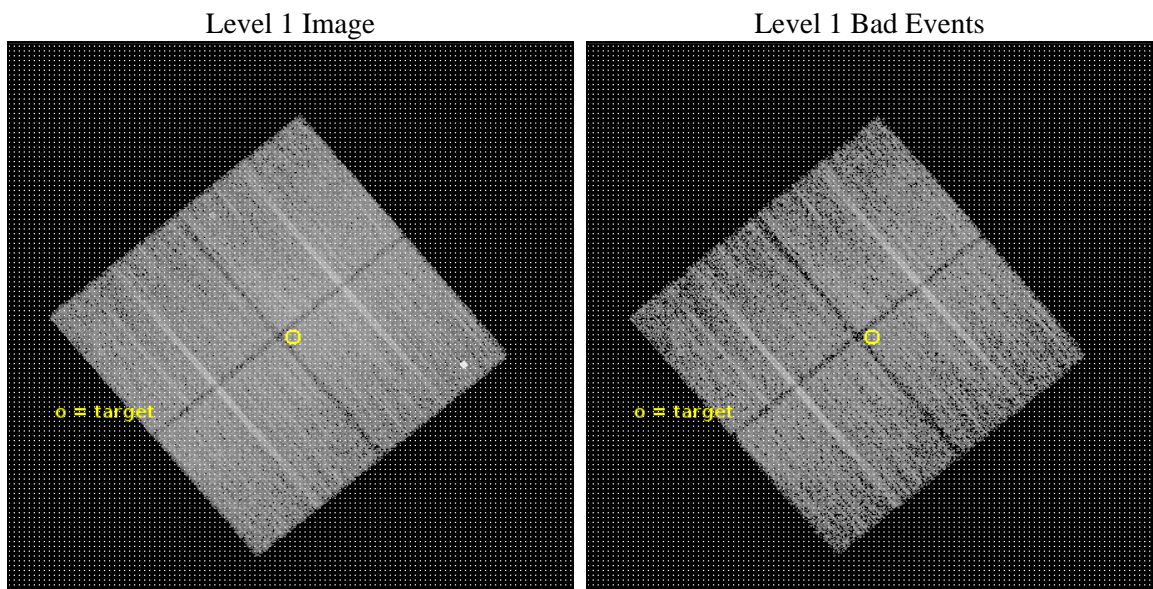 Level 1 Image
Level 1 Bad Events
o = target
o = target